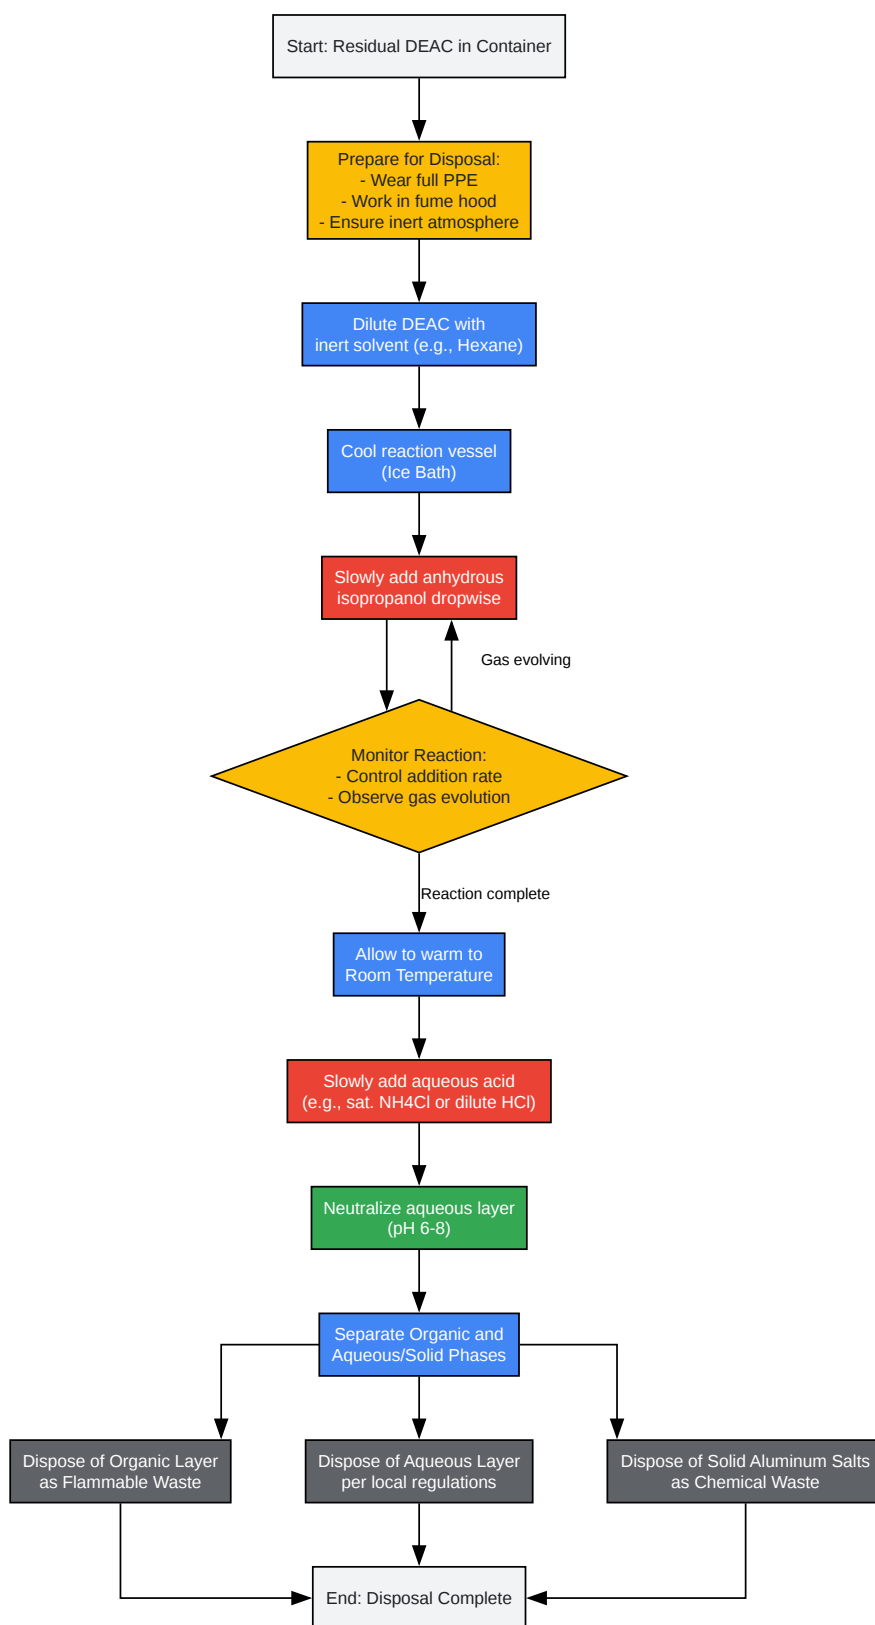 Start: Residual DEAC in Container
Prepare for Disposal:
- Wear full PPE
- Work in fume hood
- Ensure inert atmosphere
Dilute DEAC with
inert solvent (e.g., Hexane)
Cool reaction vessel
(Ice Bath)
Slowly add anhydrous
isopropanol dropwise
Gas evolving
Monitor Reaction:
- Control addition rate
- Observe gas evolution
Reaction complete
Allow to warm to
Room Temperature
Slowly add aqueous acid
(e.g., sat. NH4Cl or dilute HCl)
Neutralize aqueous layer
(pH 6-8)
Separate Organic and
Aqueous/Solid Phases
Dispose of Organic Layer
as Flammable Waste
Dispose of Aqueous Layer
per local regulations
Dispose of Solid Aluminum Salts
as Chemical Waste
End: Disposal Complete